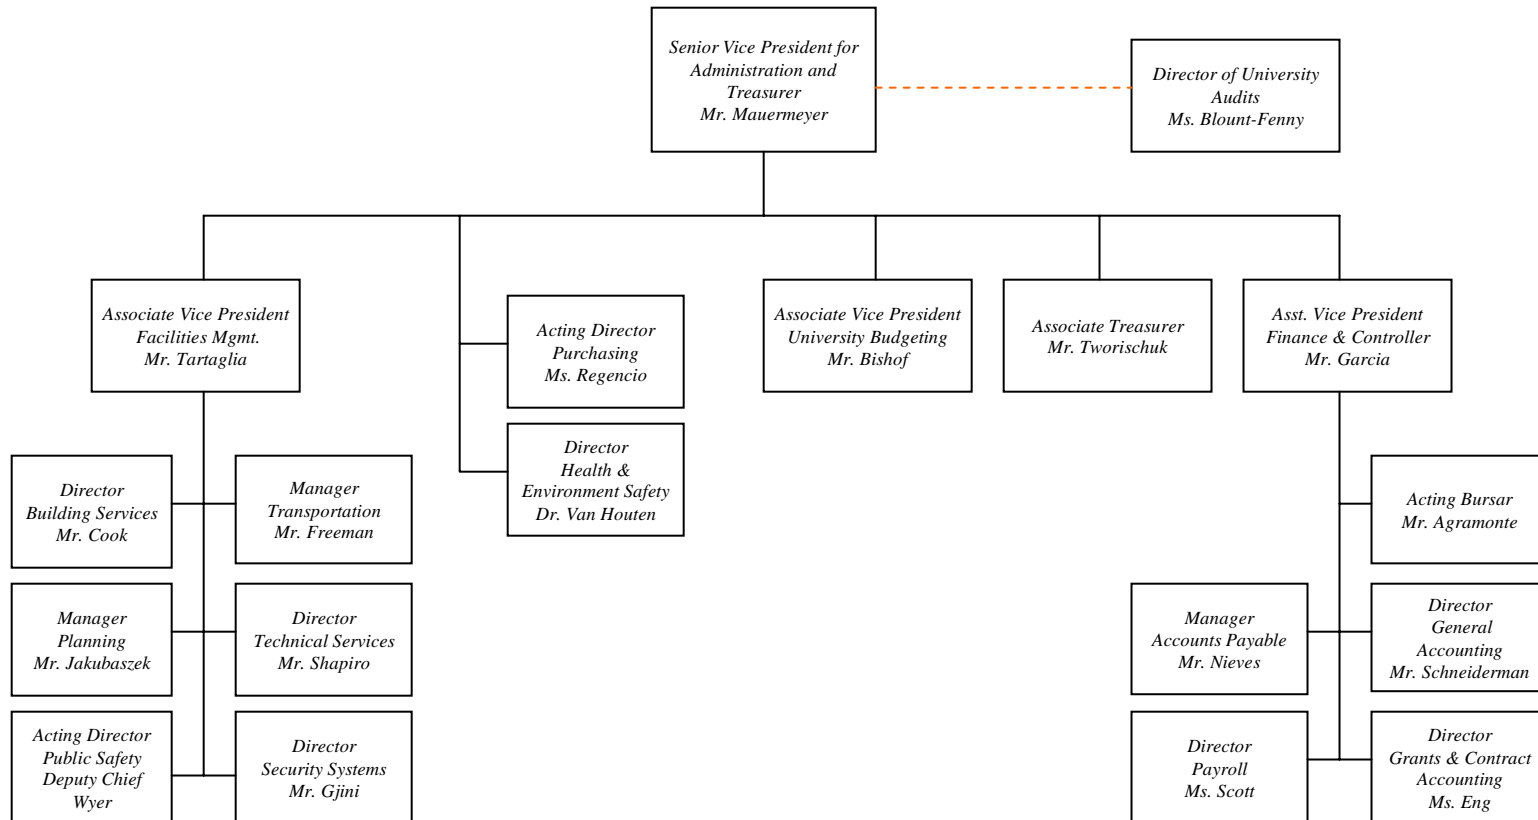 Senior Vice President for
Administration and
Treasurer
Mr. Mauermeyer
Director of University
Audits
Ms. Blount-Fenny
Associate Vice President
Facilities Mgmt.
Mr. Tartaglia
Acting Director
Purchasing
Ms. Regencio
Associate Vice President
University Budgeting
Mr. Bishof
Associate Treasurer
Mr. Tworischuk
Asst. Vice President
Finance & Controller
Mr. Garcia
Director
Health &
Environment Safety
Dr. Van Houten
Director
Building Services
Mr. Cook
Manager
Transportation
Mr. Freeman
Acting Bursar
Mr. Agramonte
Manager
Planning
Mr. Jakubaszek
Director
Technical Services
Mr. Shapiro
Manager
Accounts Payable
Mr. Nieves
Director
General
Accounting
Mr. Schneiderman
Acting Director
Public Safety
Deputy Chief
Wyer
Director
Security Systems
Mr. Gjini
Director
Payroll
Ms. Scott
Director
Grants & Contract
Accounting
Ms. Eng